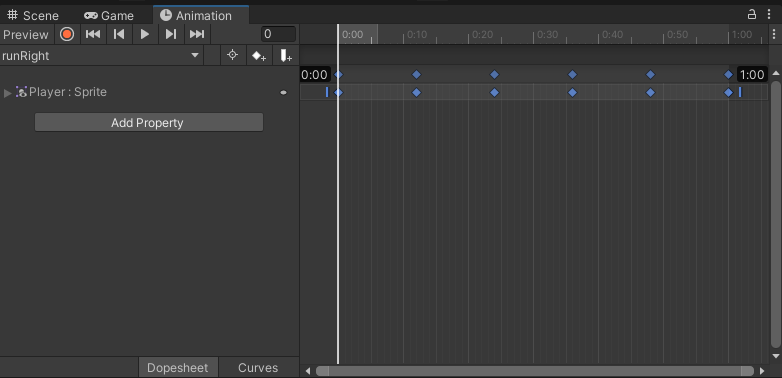 Scene Game Animation
Preview 0 0:00 0:10 0:20 0:30 0:40 0:50 1:00
runRight
0:00 1:00
Player : Sprite
Add Property
Dopesheet Curves